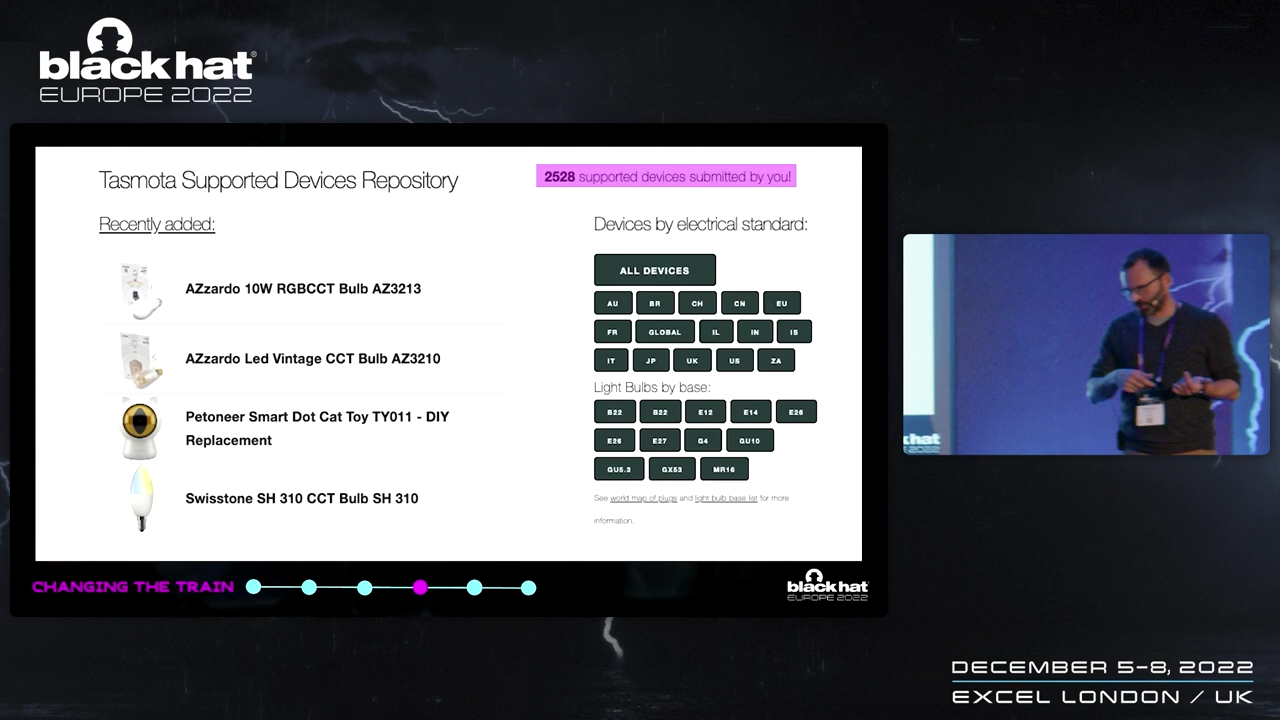 black hat®
EUROPE 2022
Tasmota Supported Devices Repository
2528 supported devices submitted by you!
Recently added:
Devices by electrical standard:
AZzardo 10W RGBCCT Bulb AZ3213
AZzardo Led Vintage CCT Bulb AZ3210
Petoneer Smart Dot Cat Toy TY011 - DIY
Replacement
Swisstone SH 310 CCT Bulb SH 310
ALL DEVICES
AU BR CH CN EU
FR GLOBAL IL IN IS
IT JP UK US ZA
Light Bulbs by base:
B22 B22 E12 E14 E26
E26 E27 G4 GU10
GU5.3 GX53 MR16
See world map of plugs and light bulb base list for more
information.
CHANGING THE TRAIN
black hat
EUROPE 2022
hat
2022
DECEMBER 5-8, 2022
EXCEL LONDON / UK